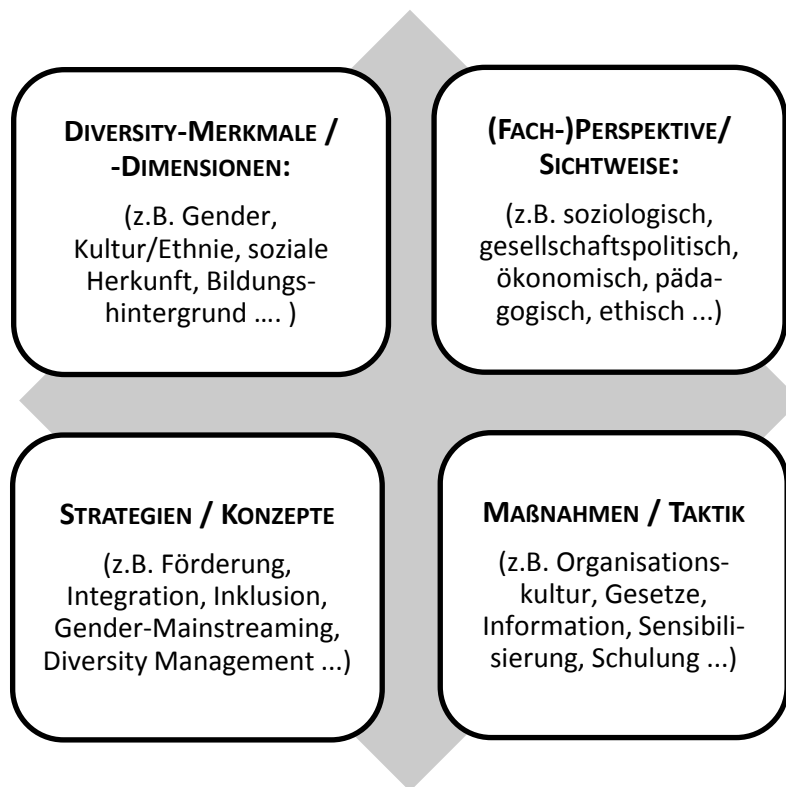 DIVERSITY-MERKMALE /
-DIMENSIONEN:
(z.B. Gender,
Kultur/Ethnie, soziale
Herkunft, Bildungs-
hintergrund .... )
(FACH-)PERSPEKTIVE/
SICHTWEISE:
(z.B. soziologisch,
gesellschaftspolitisch,
ökonomisch, päda-
gogisch, ethisch ...)
STRATEGIEN / KONZEPTE
(z.B. Förderung,
Integration, Inklusion,
Gender-Mainstreaming,
Diversity Management ...)
MAßNAHMEN / TAKTIK
(z.B. Organisations-
kultur, Gesetze,
Information, Sensibili-
sierung, Schulung ...)